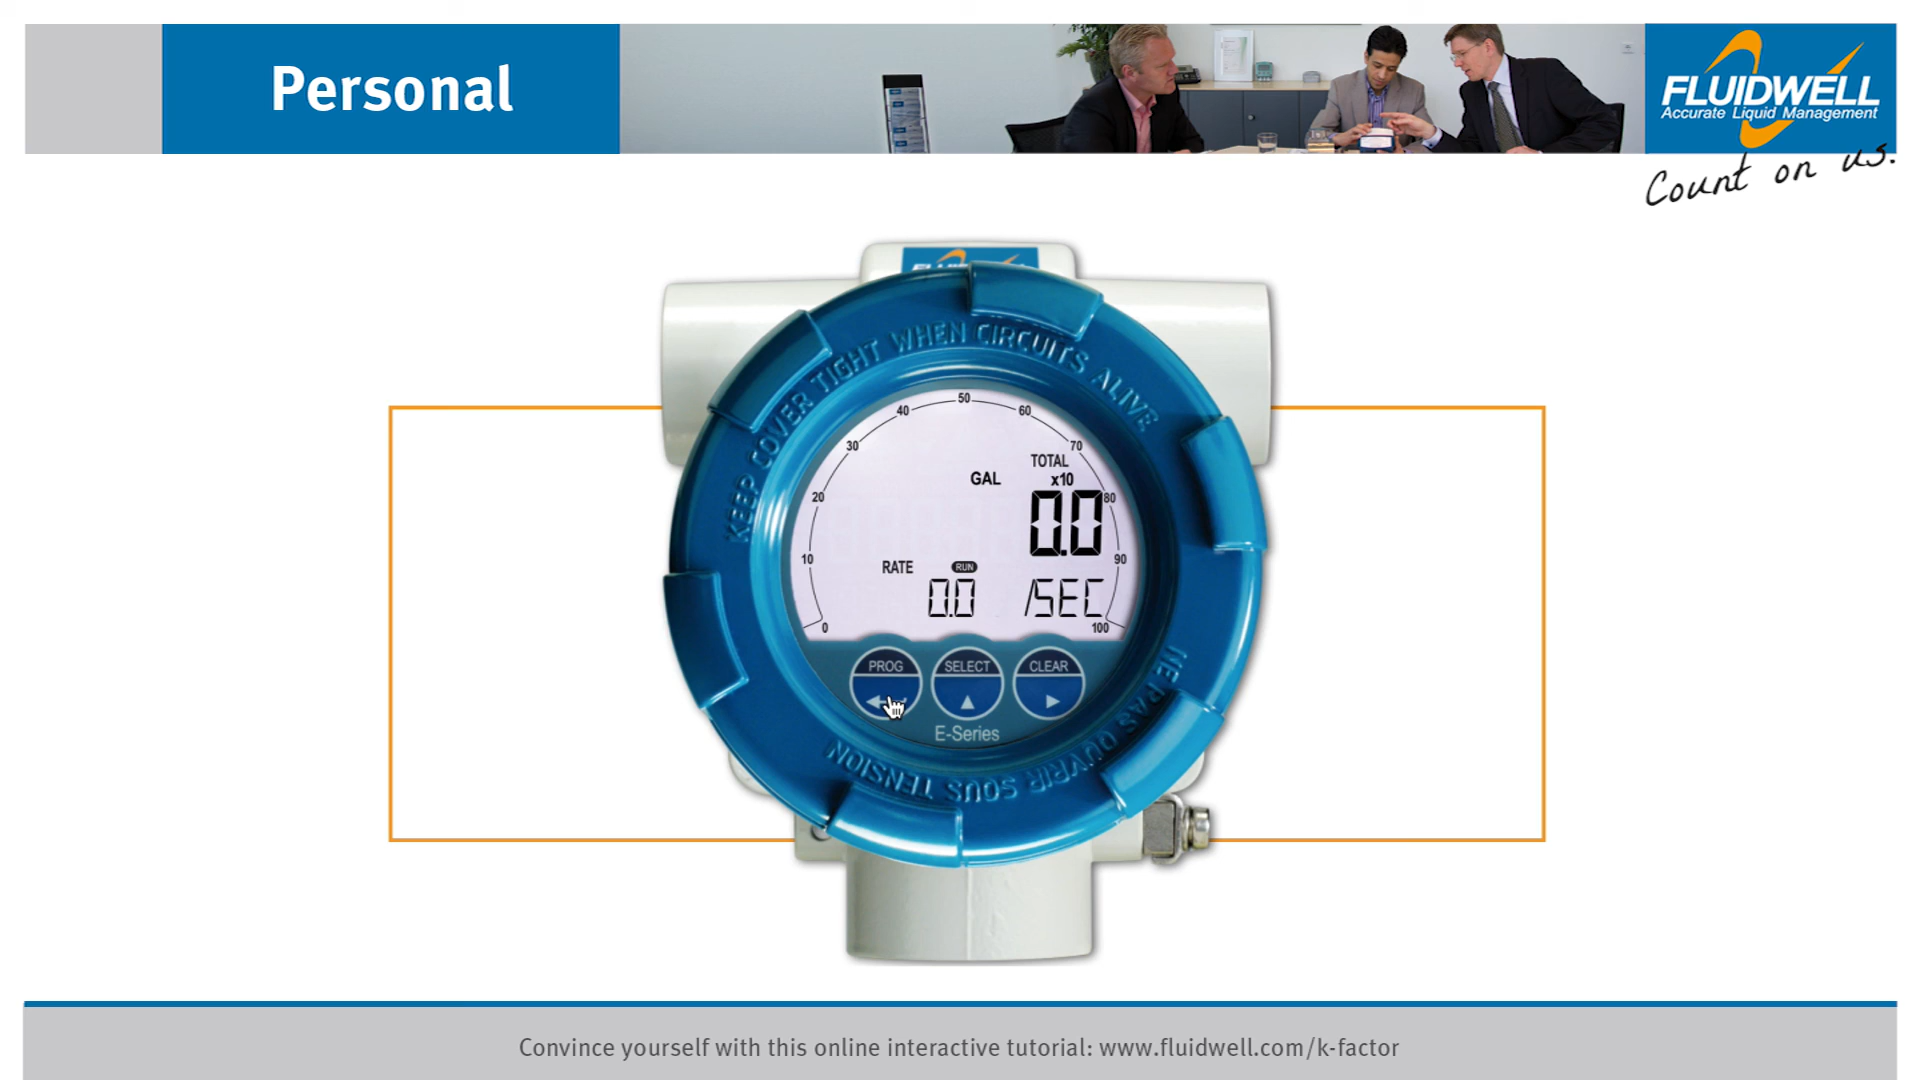 Personal
FLUIDWELL
Accurate Liquid Management
Count on us.
KEEP COVER TIGHT WHEN CIRCUITS ALIVE
0
10
20
30
40
50
60
70
80
90
100
TOTAL
GAL x10
0.0
RATE RUN
0.0 /SEC
PROG SELECT CLEAR
E-Series
NE PAS OUVRIR SOUS TENSION
Convince yourself with this online interactive tutorial: www.fluidwell.com/k-factor